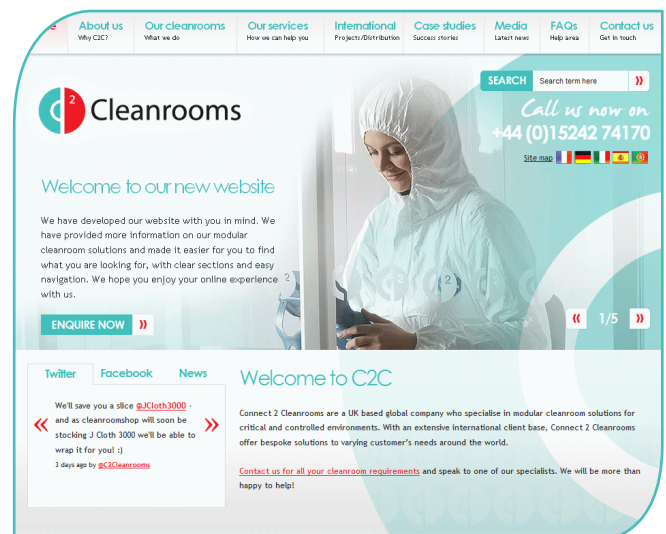 About us
Why C2C?
Our cleanrooms
What we do
Our services
How we can help you
International
Projects/Distribution
Case studies
Success stories
Media
Latest news
FAQs
Help area
Contact us
Get in touch
SEARCH Search term here
2 Cleanrooms
Call us now on
+44 (0)15242 74170
Site map
Welcome to our new website
We have developed our website with you in mind. We
have provided more information on our modular
cleanroom solutions and made it easier for you to find
what you are looking for, with clear sections and easy
navigation. We hope you enjoy your online experience
with us.
ENQUIRE NOW
1/5
Twitter Facebook News
We'll save you a slice @JCloth3000 -
and as cleanroomshop will soon be
stocking J Cloth 3000 we'll be able to
wrap it for you! :)
3 days ago by @C2Cleanrooms
Welcome to C2C
Connect 2 Cleanrooms are a UK based global company who specialise in modular cleanroom solutions for
critical and controlled environments. With an extensive international client base, Connect 2 Cleanrooms
offer bespoke solutions to varying customer's needs around the world.
Contact us for all your cleanroom requirements and speak to one of our specialists. We will be more than
happy to help!